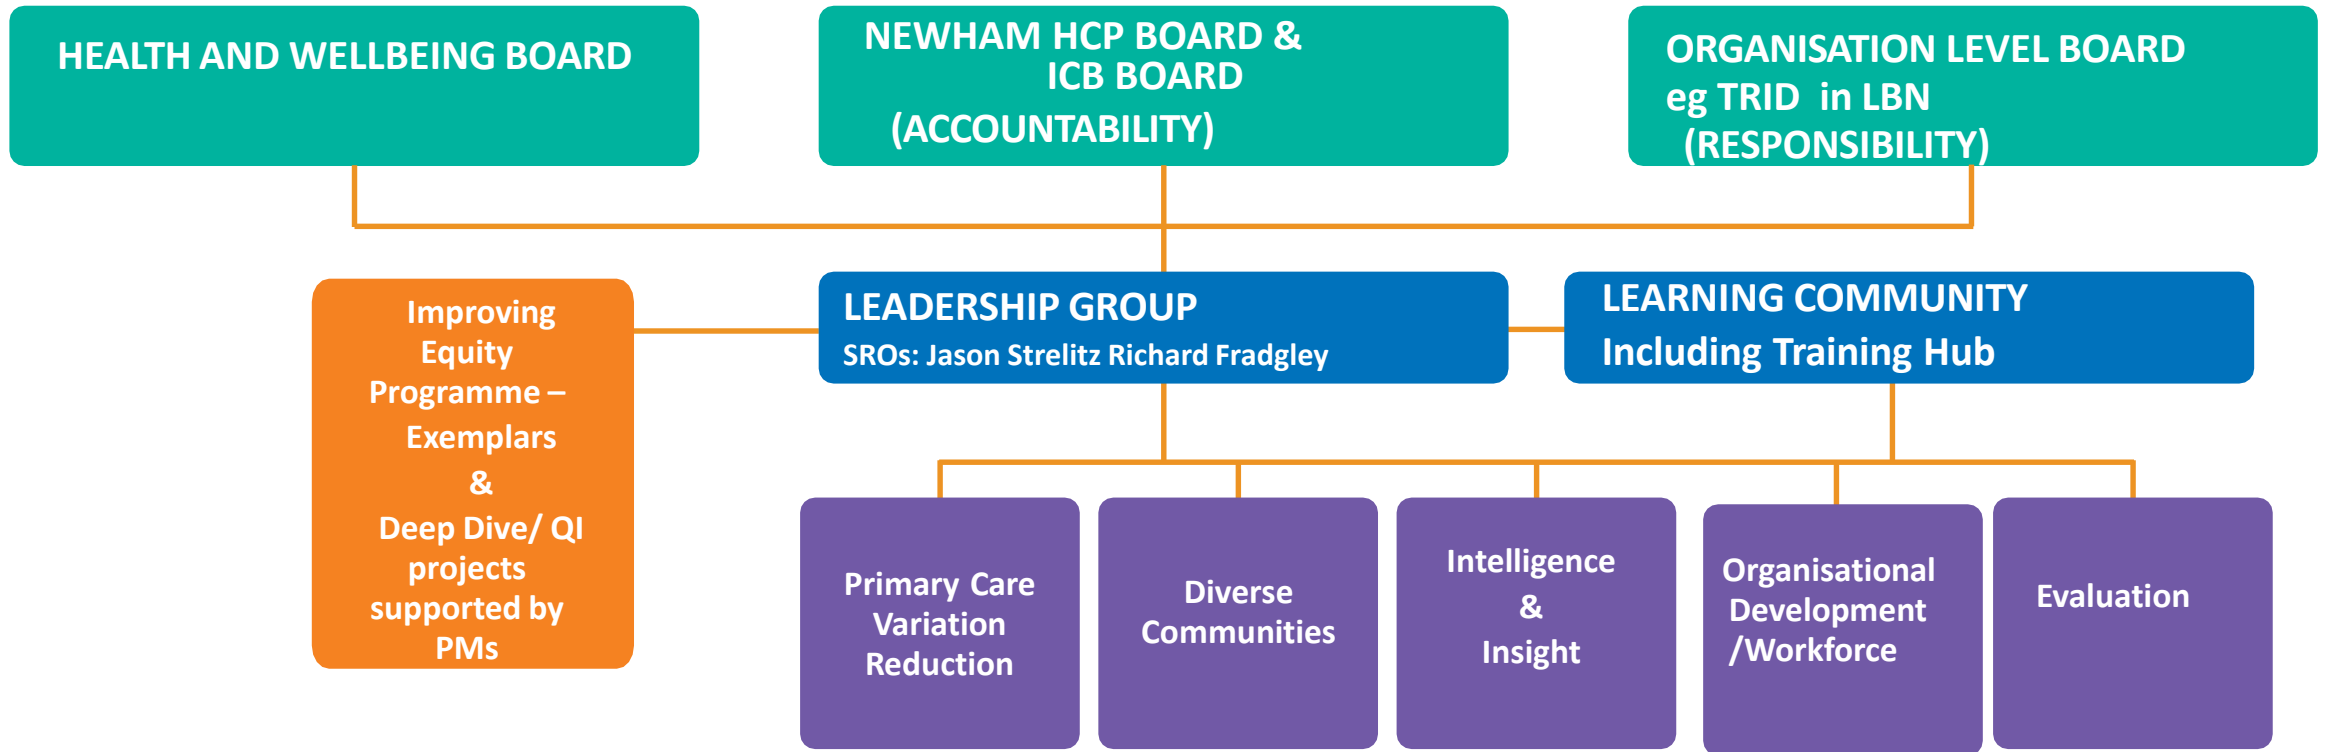 HEALTH AND WELLBEING BOARD
NEWHAM HCP BOARD &
ICB BOARD
(ACCOUNTABILITY)
ORGANISATION LEVEL BOARD
eg TRID in LBN
(RESPONSIBILITY)
Improving
Equity
Programme –
Exemplars
&
Deep Dive/ QI
projects
supported by
PMs
LEADERSHIP GROUP
SROs: Jason Strelitz Richard Fradgley
LEARNING COMMUNITY
Including Training Hub
Primary Care
Variation
Reduction
Diverse
Communities
Intelligence
&
Insight
Organisational
Development
/Workforce
Evaluation